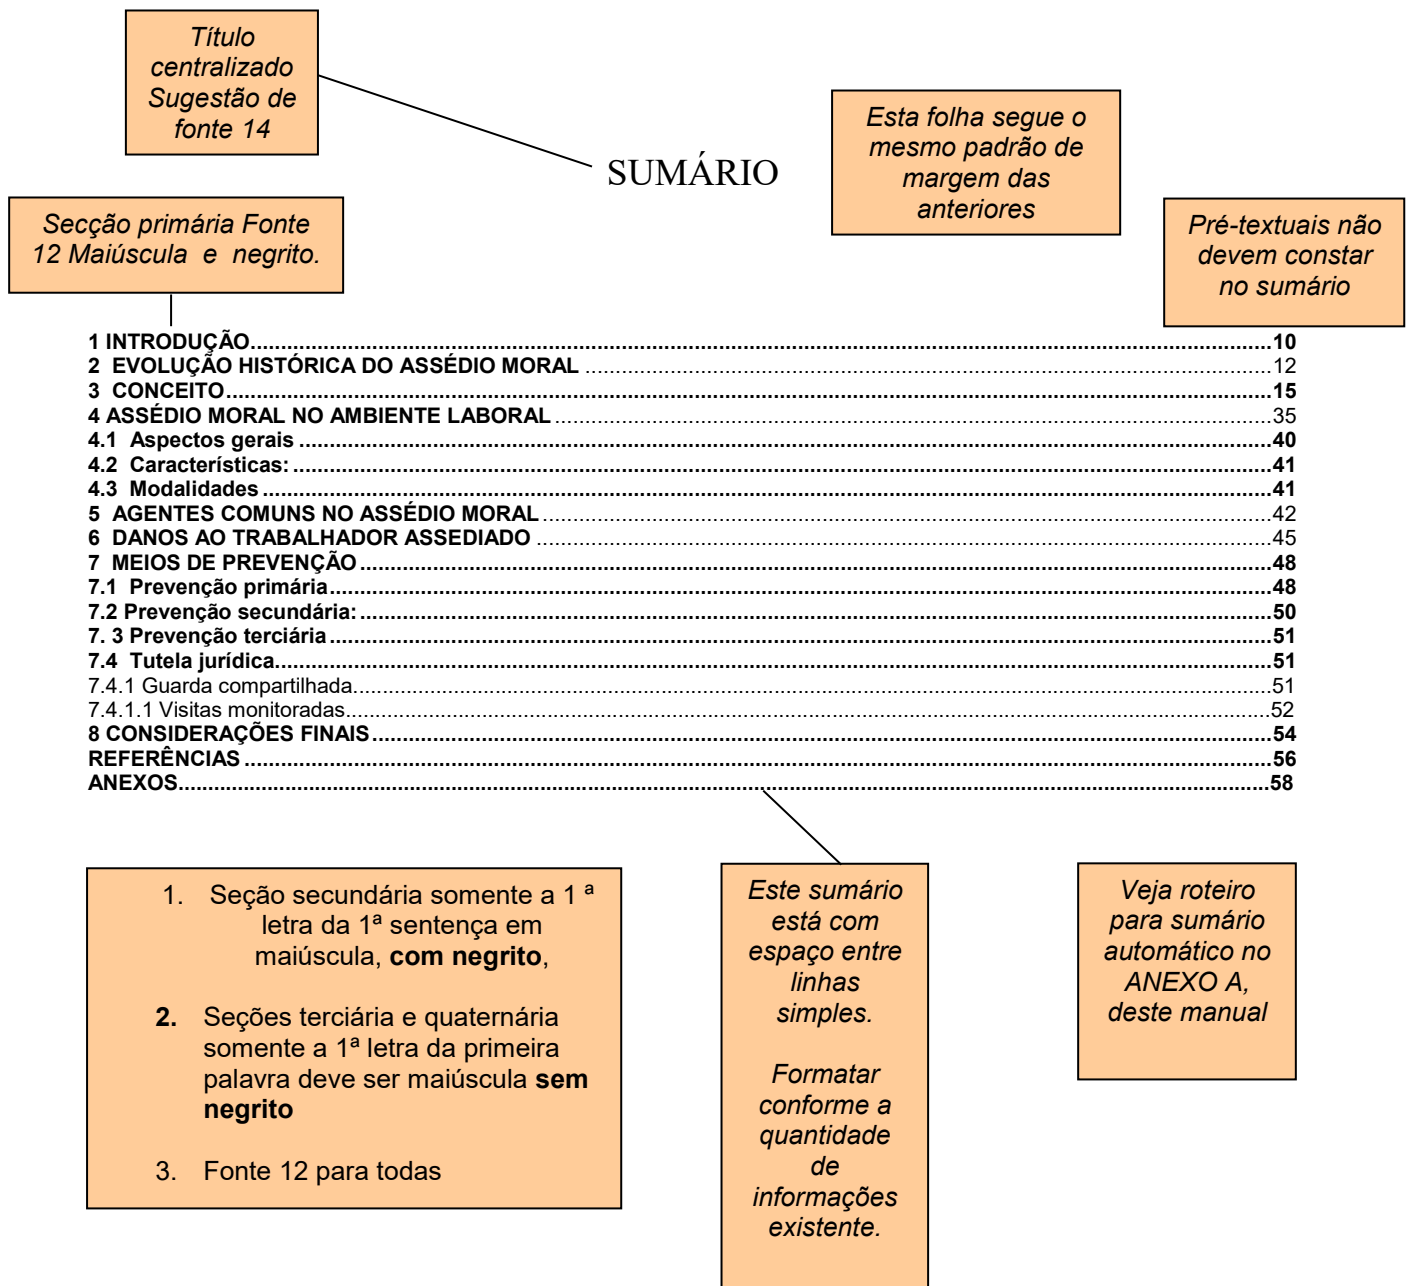 Título
centralizado
Sugestão de
fonte 14
Esta folha segue o
mesmo padrão de
margem das
anteriores
SUMÁRIO
Secção primária Fonte
12 Maiúscula e negrito.
Pré-textuais não
devem constar
no sumário
1 INTRODUÇÃO...10
2 EVOLUÇÃO HISTÓRICA DO ASSÉDIO MORAL...12
3 CONCEITO...15
4 ASSÉDIO MORAL NO AMBIENTE LABORAL...35
4.1 Aspectos gerais...40
4.2 Características:...41
4.3 Modalidades...41
5 AGENTES COMUNS NO ASSÉDIO MORAL...42
6 DANOS AO TRABALHADOR ASSEDIADO...45
7 MEIOS DE PREVENÇÃO...48
7.1 Prevenção primária...48
7.2 Prevenção secundária:...50
7. 3 Prevenção terciária...51
7.4 Tutela jurídica...51
7.4.1 Guarda compartilhada...51
7.4.1.1 Visitas monitoradas...52
8 CONSIDERAÇÕES FINAIS...54
REFERÊNCIAS...56
ANEXOS...58
1. Seção secundária somente a 1 ª
letra da 1ª sentença em
maiúscula, com negrito,
2. Seções terciária e quaternária
somente a 1ª letra da primeira
palavra deve ser maiúscula sem
negrito
3. Fonte 12 para todas
Este sumário
está com
espaço entre
linhas
simples.
Formatar
conforme a
quantidade
de
informações
existente.
Veja roteiro
para sumário
automático no
ANEXO A,
deste manual